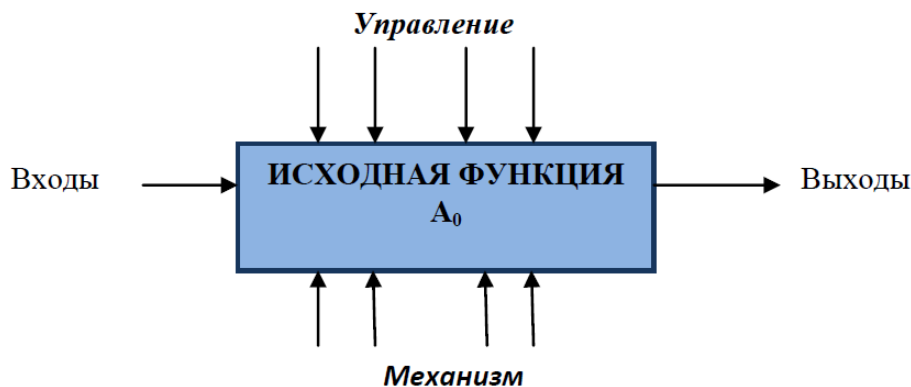 Управление
Входы
ИСХОДНАЯ ФУНКЦИЯ
A₀
Выходы
Механизм